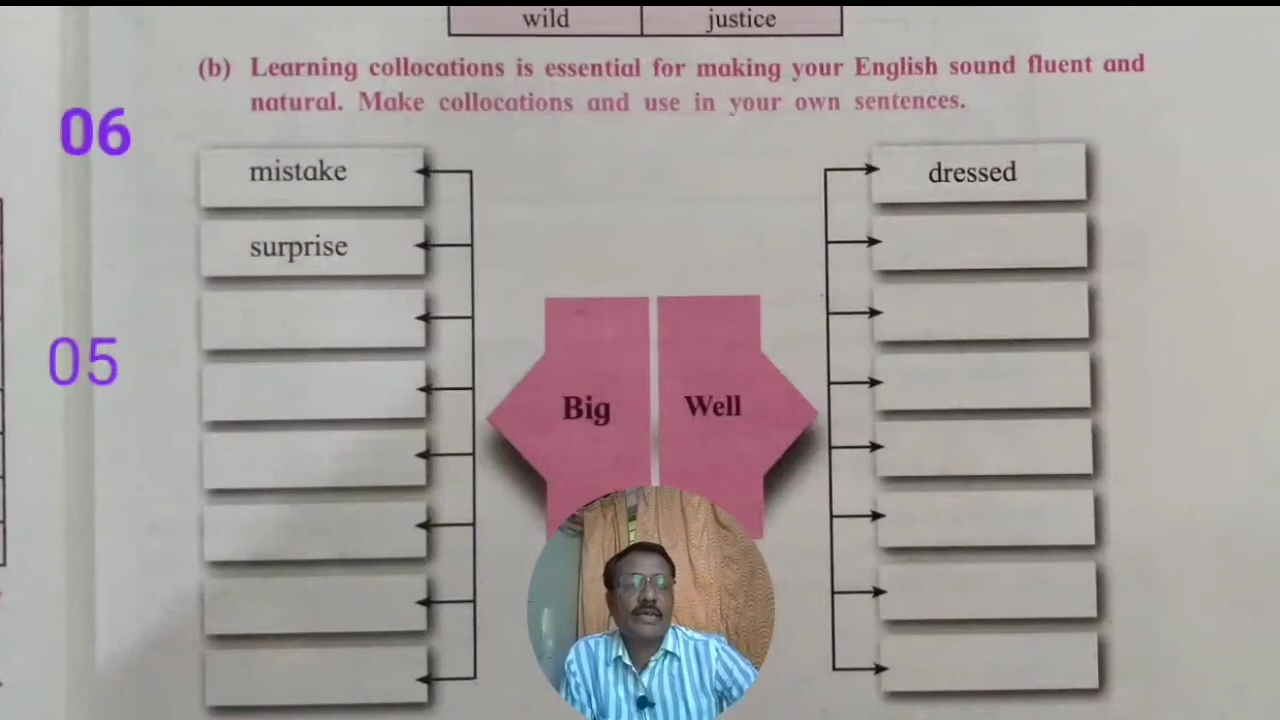 wild justice
(b) Learning collocations is essential for making your English sound fluent and
natural. Make collocations and use in your own sentences.
06
mistake
surprise
05
Big
Well
dressed